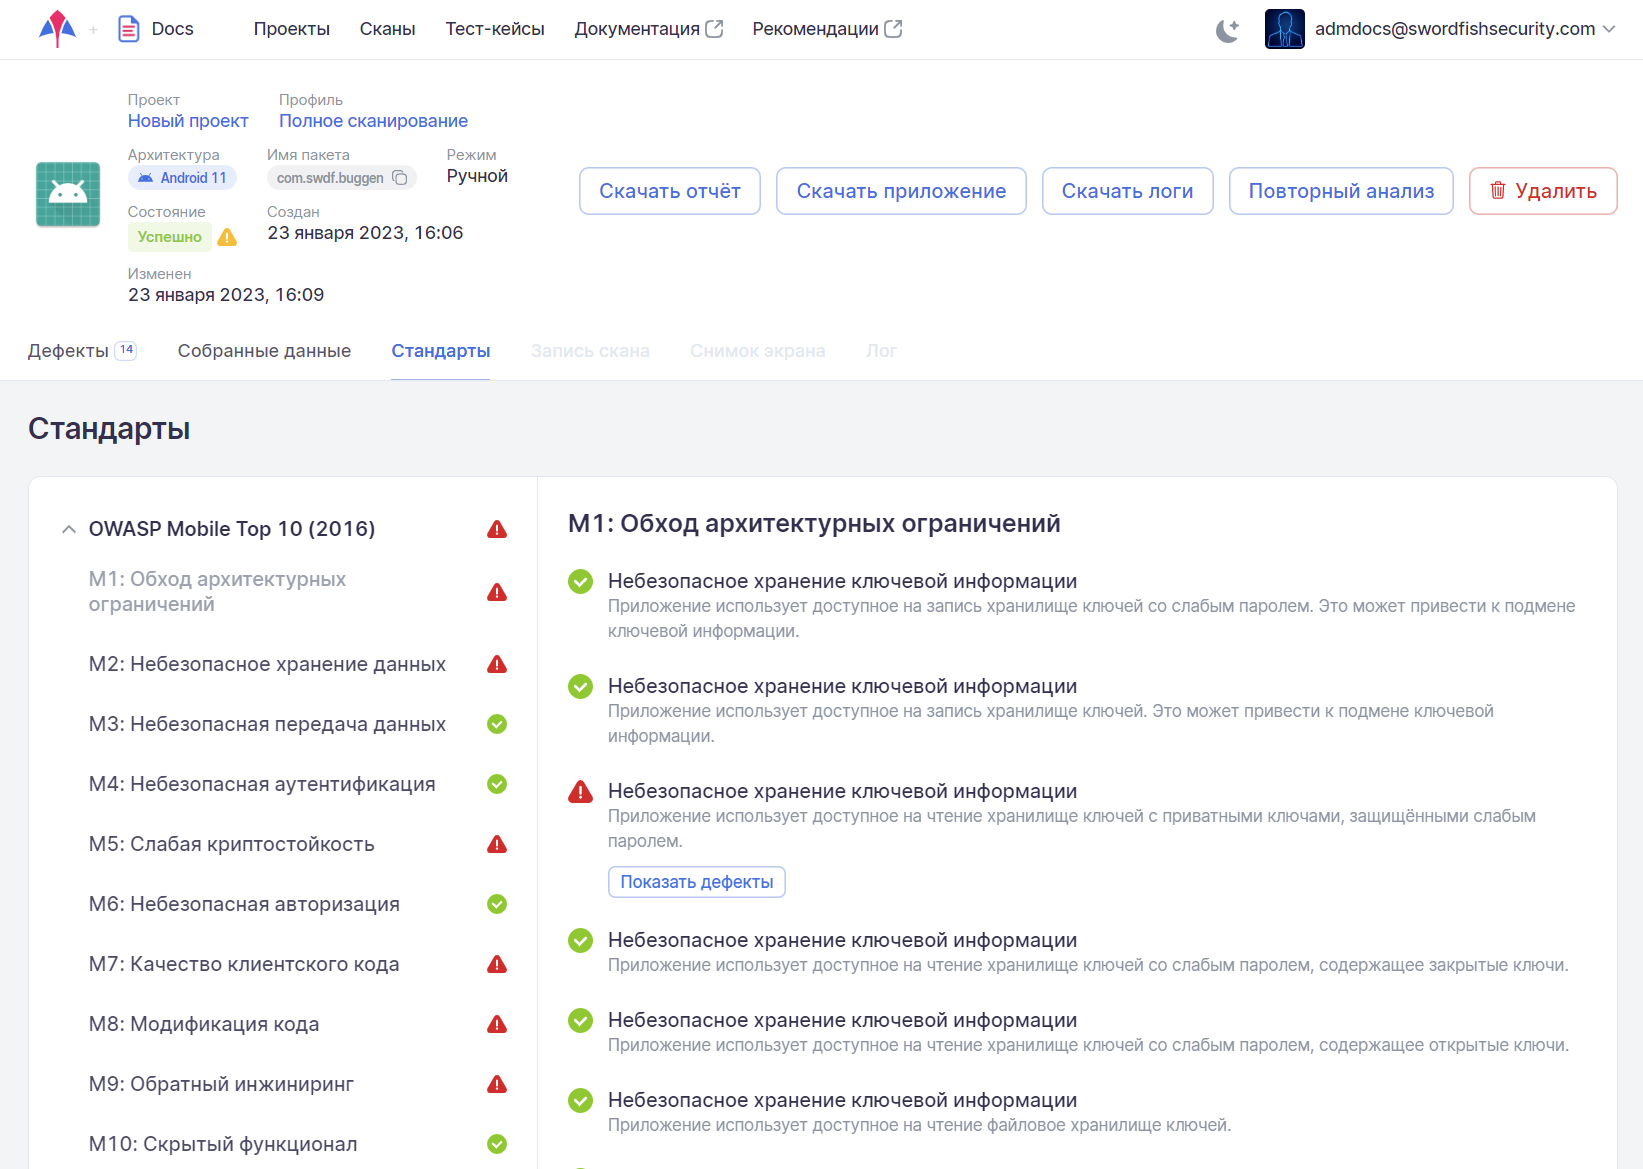 Docs
Проекты
Сканы
Тест-кейсы
Документация
Рекомендации
admdocs@swordfishsecurity.com
Проект
Новый проект
Профиль
Полное сканирование
Архитектура
Android 11
Имя пакета
com.swdf.buggen
Режим
Ручной
Состояние
Успешно
Создан
23 января 2023, 16:06
Изменен
23 января 2023, 16:09
Скачать отчёт
Скачать приложение
Скачать логи
Повторный анализ
Удалить
Дефекты 14
Собранные данные
Стандарты
Запись скана
Снимок экрана
Лог
Стандарты
OWASP Mobile Top 10 (2016)
M1: Обход архитектурных
ограничений
M2: Небезопасное хранение данных
M3: Небезопасная передача данных
M4: Небезопасная аутентификация
M5: Слабая криптостойкость
M6: Небезопасная авторизация
M7: Качество клиентского кода
M8: Модификация кода
M9: Обратный инжиниринг
M10: Скрытый функционал
M1: Обход архитектурных ограничений
Небезопасное хранение ключевой информации
Приложение использует доступное на запись хранилище ключей со слабым паролем. Это может привести к подмене
ключевой информации.
Небезопасное хранение ключевой информации
Приложение использует доступное на запись хранилище ключей. Это может привести к подмене ключевой
информации.
Небезопасное хранение ключевой информации
Приложение использует доступное на чтение хранилище ключей с приватными ключами, защищёнными слабым
паролем.
Показать дефекты
Небезопасное хранение ключевой информации
Приложение использует доступное на чтение хранилище ключей со слабым паролем, содержащее закрытые ключи.
Небезопасное хранение ключевой информации
Приложение использует доступное на чтение хранилище ключей со слабым паролем, содержащее открытые ключи.
Небезопасное хранение ключевой информации
Приложение использует доступное на чтение файловое хранилище ключей.